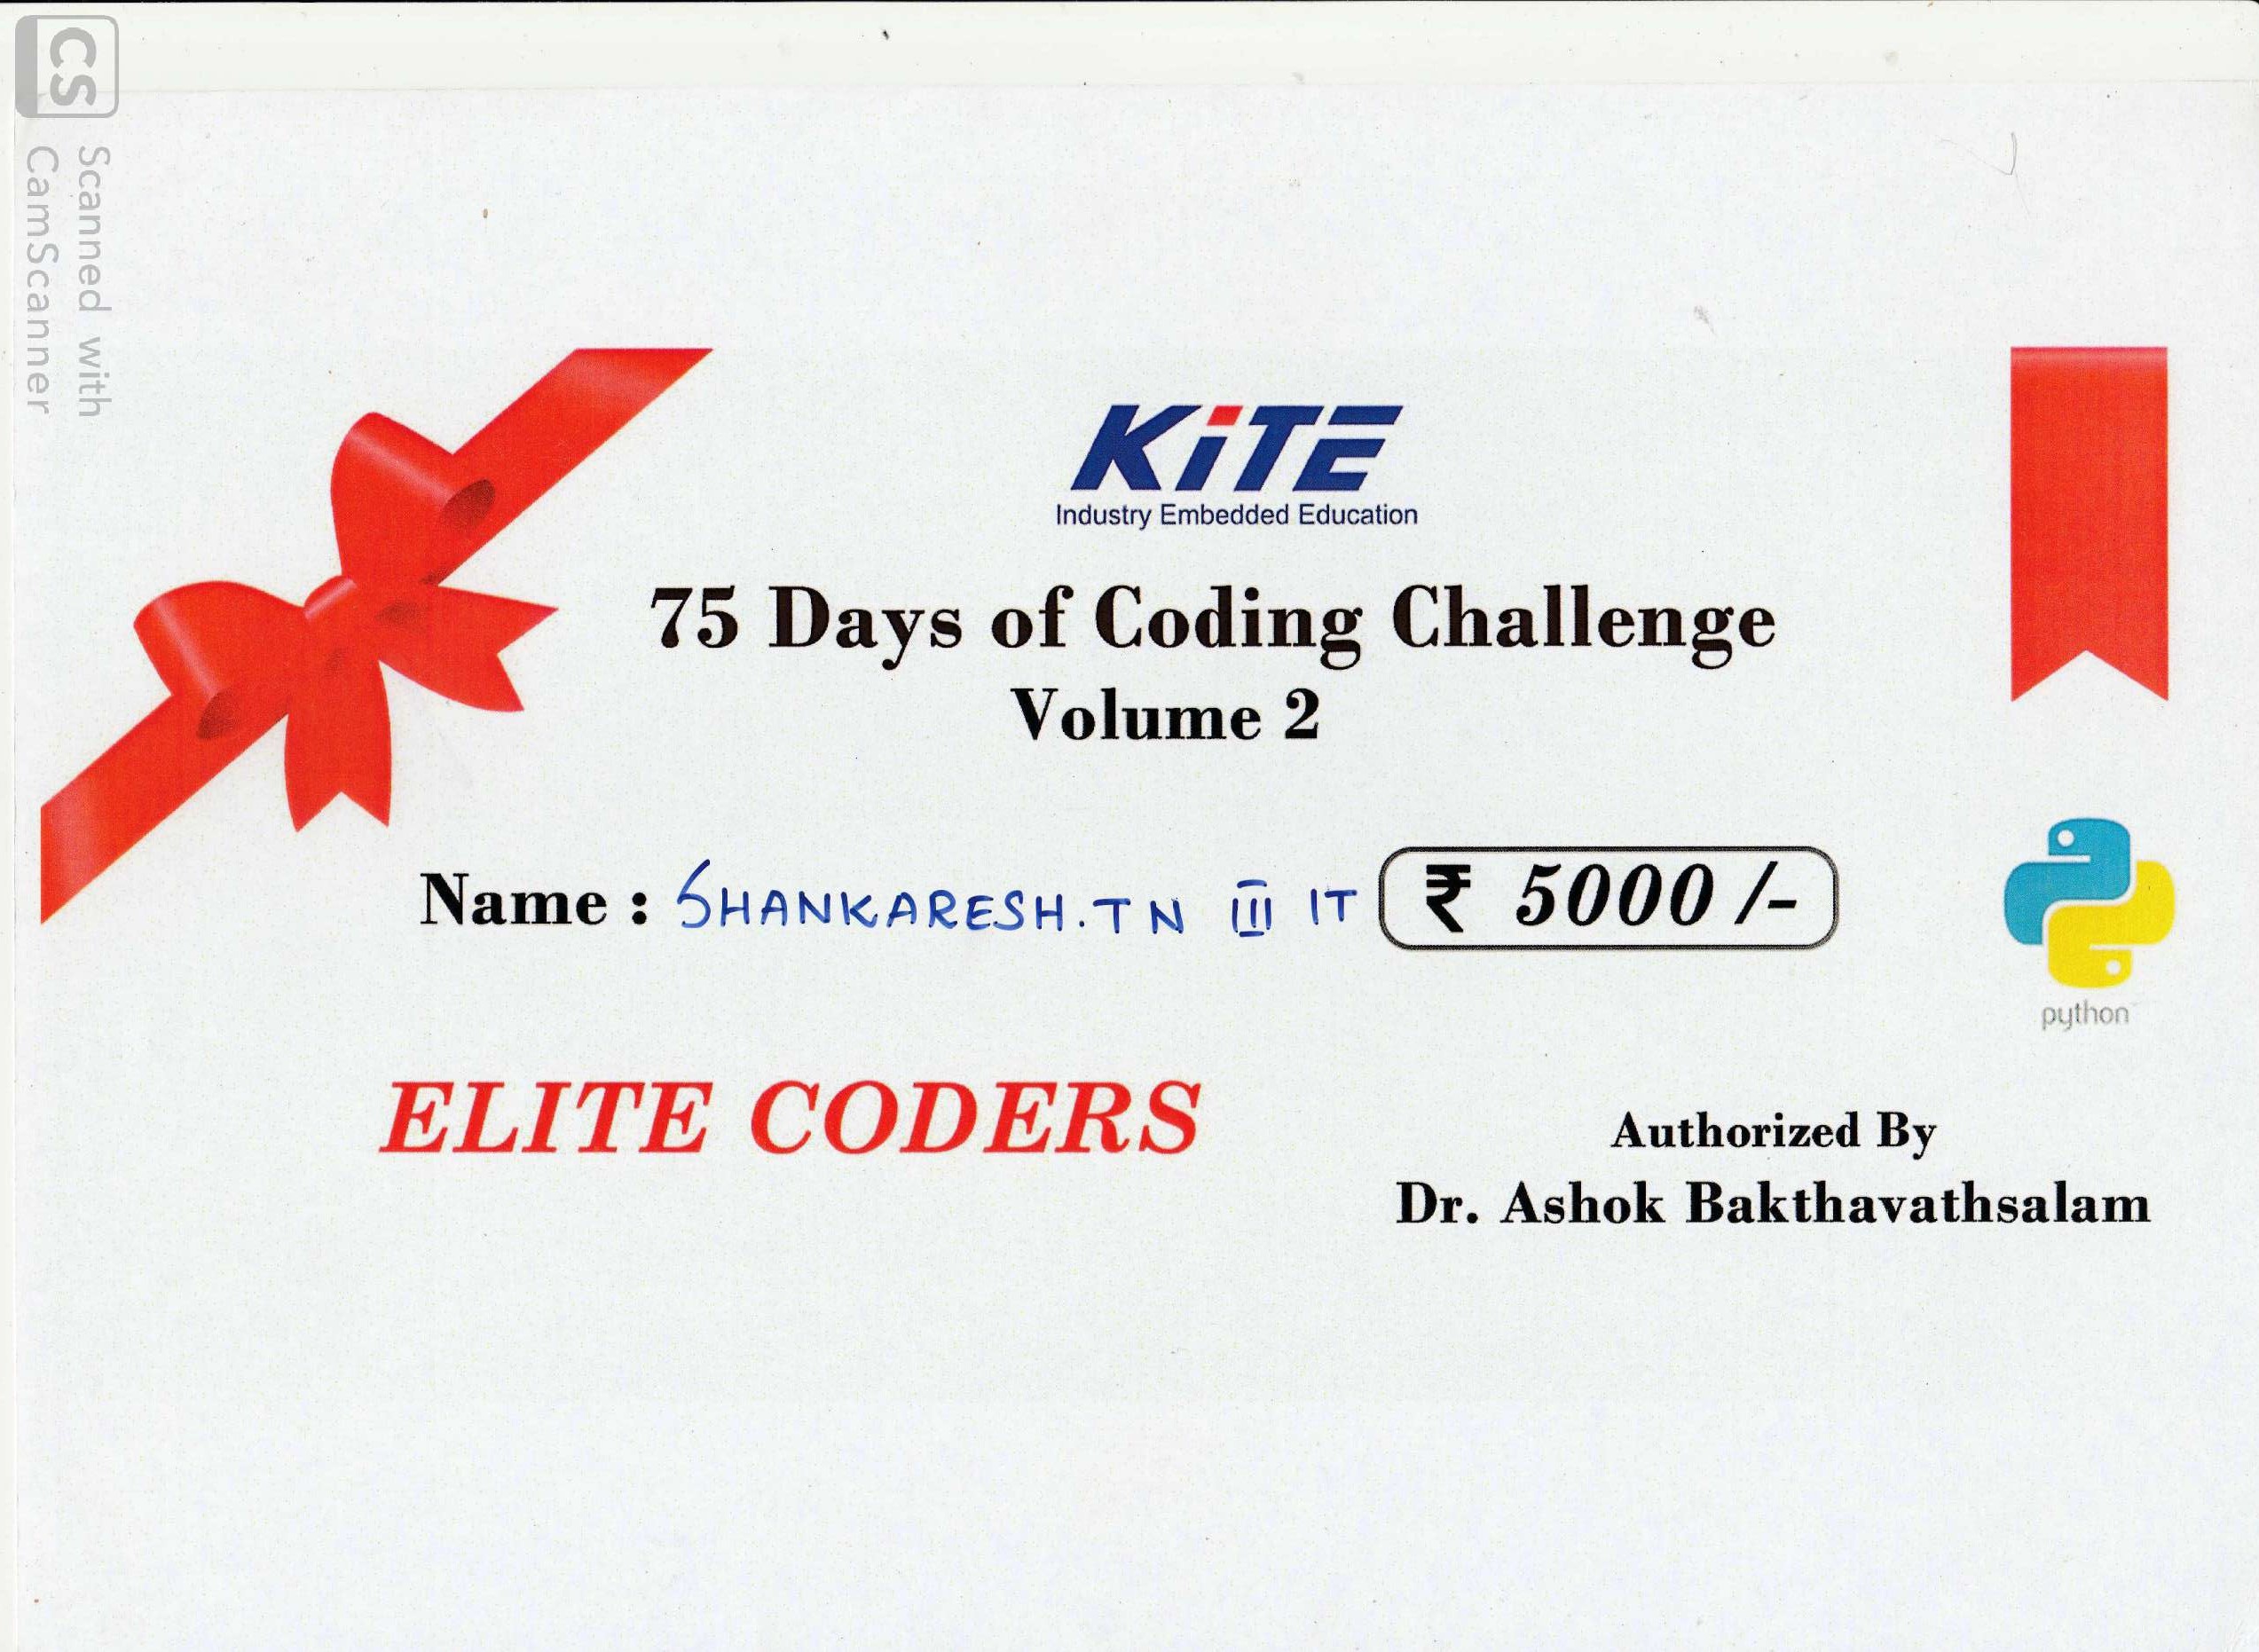 CS
Scanned with
CamScanner
KiTE
Industry Embedded Education
75 Days of Coding Challenge
Volume 2
Name : SHANKARESH.TN III IT ₹ 5000 /-
python
ELITE CODERS
Authorized By
Dr. Ashok Bakthavathsalam